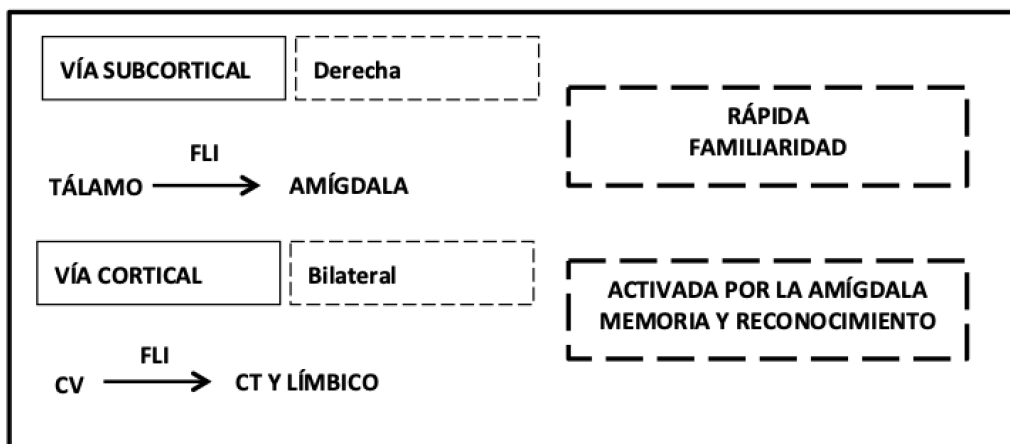 VÍA SUBCORTICAL
Derecha
RÁPIDA
FAMILIARIDAD
FLI
TÁLAMO
AMÍGDALA
VÍA CORTICAL
Bilateral
ACTIVADA POR LA AMÍGDALA
MEMORIA Y RECONOCIMIENTO
FLI
CV
CT Y LÍMBICO